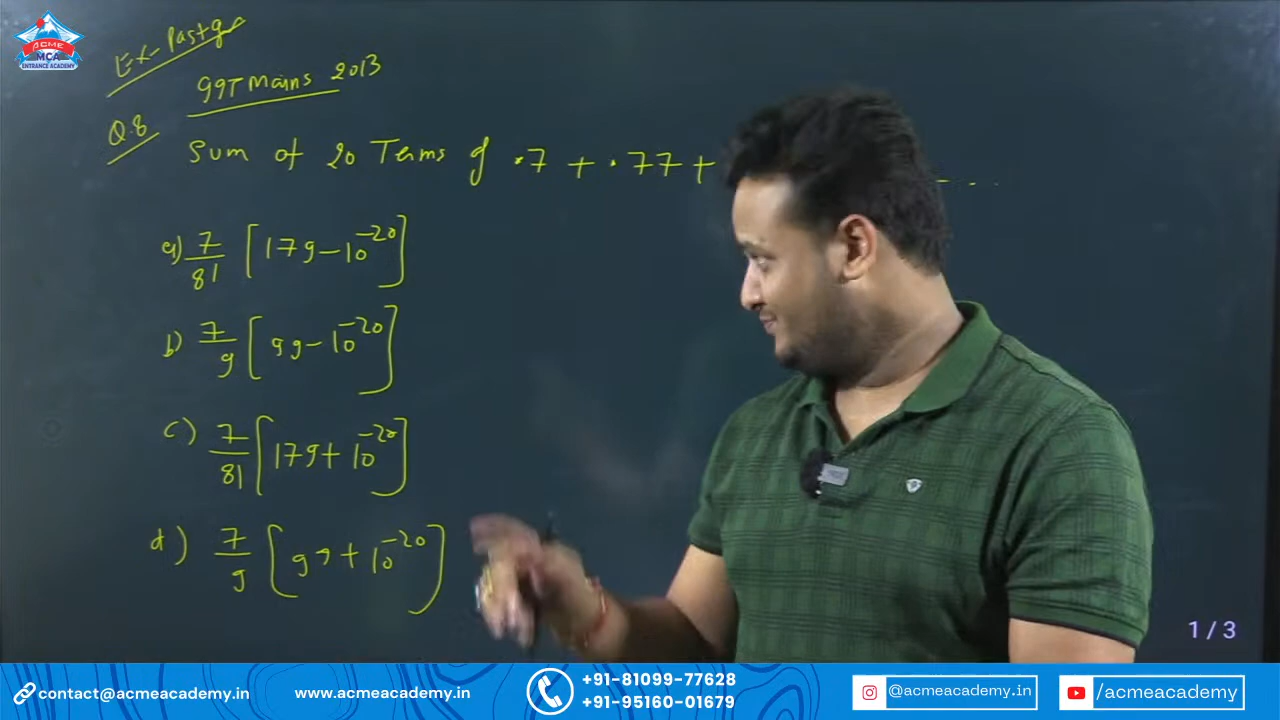 ACME
MCA
ENTRANCE ACADEMY
Ex- Past q
IIT Mains 2013
Q.8
Sum of 20 Terms of .7 + .77 + - ...
a) 7/81 [179 - 10^-20]
b) 7/9 [99 - 10^-20]
c) 7/81 [179 + 10^-20]
d) 7/9 [99 + 10^-20]
1 / 3
contact@acmeacademy.in
www.acmeacademy.in
+91-81099-77628
+91-95160-01679
@acmeacademy.in
/acmeacademy